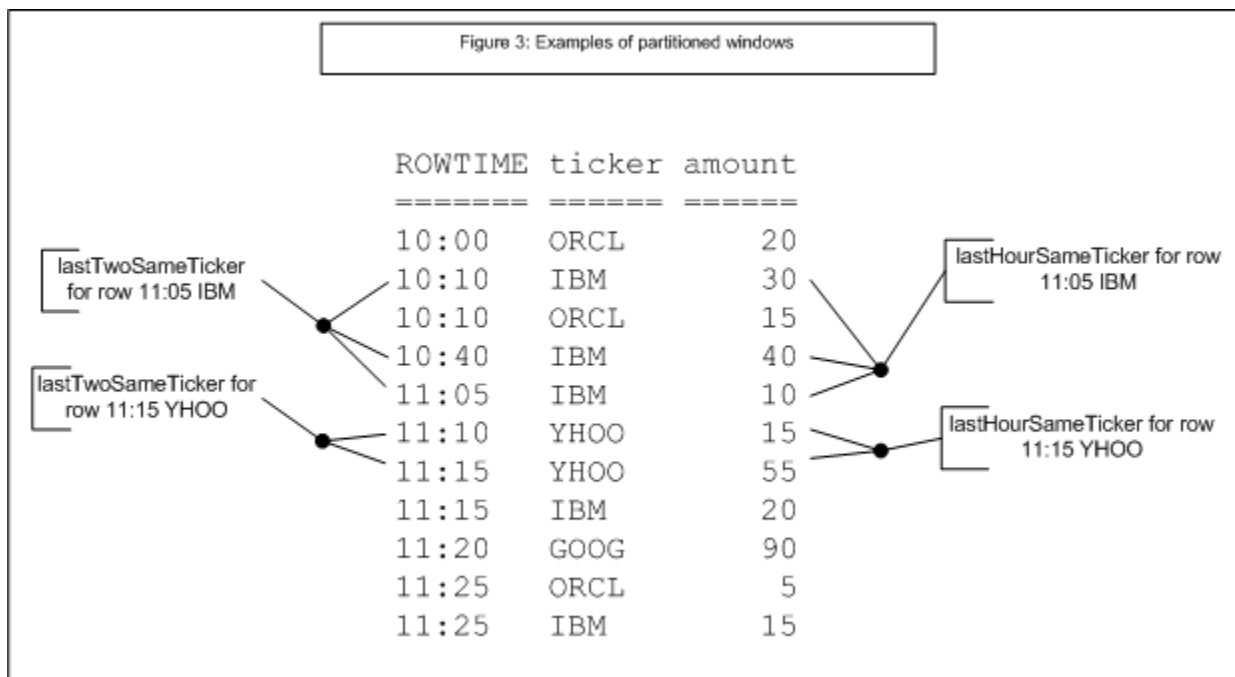 Figure 3: Examples of partitioned windows
ROWTIME ticker amount
======= ====== ======
10:00 ORCL 20
10:10 IBM 30
10:10 ORCL 15
10:40 IBM 40
11:05 IBM 10
11:10 YHOO 15
11:15 YHOO 55
11:15 IBM 20
11:20 GOOG 90
11:25 ORCL 5
11:25 IBM 15
lastTwoSameTicker
for row 11:05 IBM
lastTwoSameTicker for
row 11:15 YHOO
lastHourSameTicker for row
11:05 IBM
lastHourSameTicker for row
11:15 YHOO